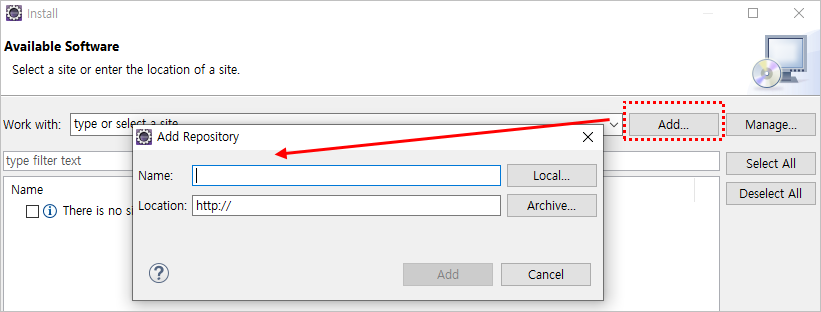 Install
Available Software
Select a site or enter the location of a site.
Work with: type or select a site Add... Manage...
Add Repository
type filter text
Select All
Name
Name: Local...
Deselect All
There is no
Location: http:// Archive...
? Add Cancel